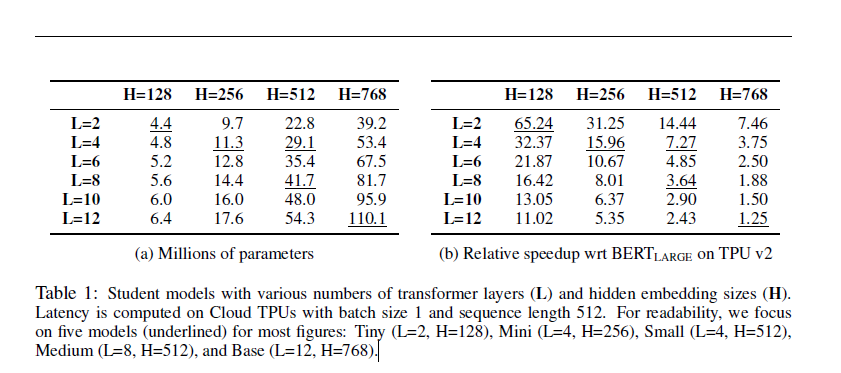 H=128 H=256 H=512 H=768
L=2 4.4 9.7 22.8 39.2
L=4 4.8 11.3 29.1 53.4
L=6 5.2 12.8 35.4 67.5
L=8 5.6 14.4 41.7 81.7
L=10 6.0 16.0 48.0 95.9
L=12 6.4 17.6 54.3 110.1
(a) Millions of parameters
H=128 H=256 H=512 H=768
L=2 65.24 31.25 14.44 7.46
L=4 32.37 15.96 7.27 3.75
L=6 21.87 10.67 4.85 2.50
L=8 16.42 8.01 3.64 1.88
L=10 13.05 6.37 2.90 1.50
L=12 11.02 5.35 2.43 1.25
(b) Relative speedup wrt BERTLARGE on TPU v2
Table 1: Student models with various numbers of transformer layers (L) and hidden embedding sizes (H).
Latency is computed on Cloud TPUs with batch size 1 and sequence length 512. For readability, we focus
on five models (underlined) for most figures: Tiny (L=2, H=128), Mini (L=4, H=256), Small (L=4, H=512),
Medium (L=8, H=512), and Base (L=12, H=768).